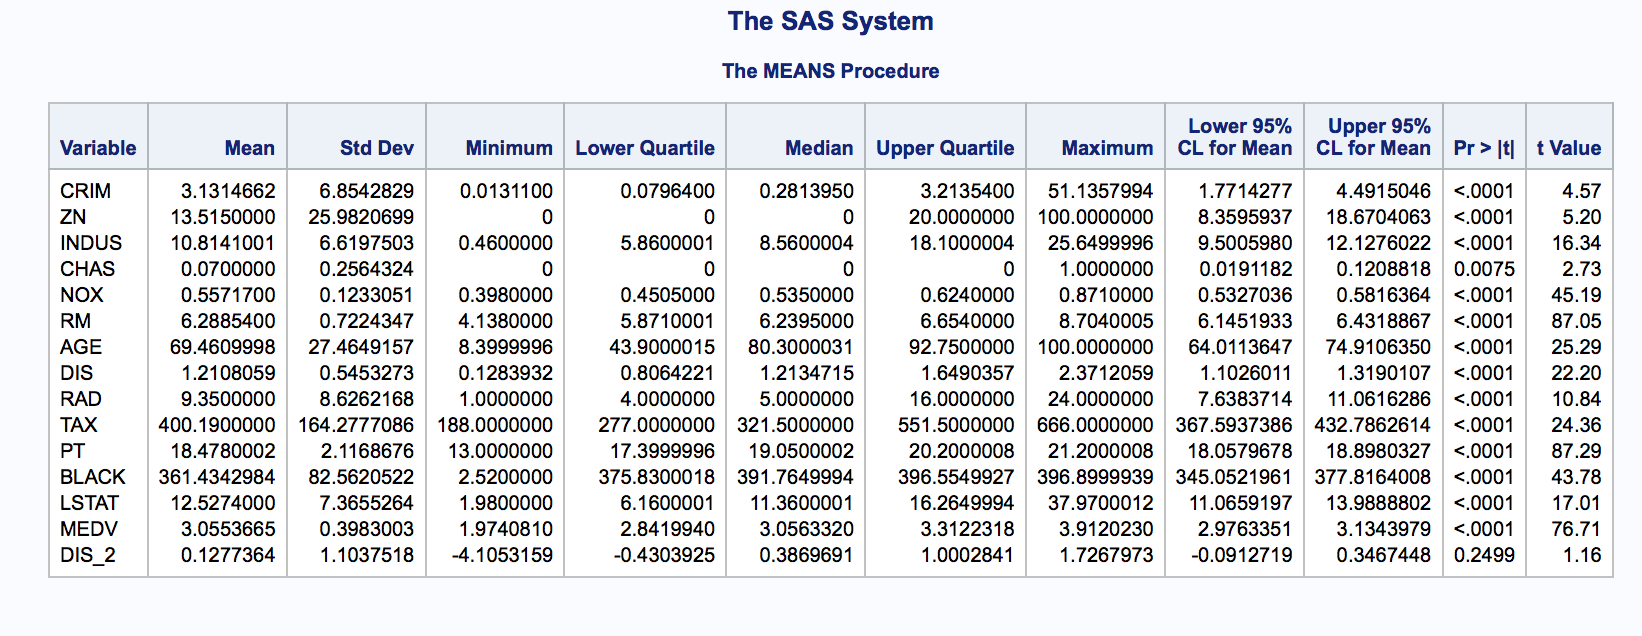 The SAS System
The MEANS Procedure
Lower 95% Upper 95%
Variable Mean Std Dev Minimum Lower Quartile Median Upper Quartile Maximum CL for Mean CL for Mean Pr > |t| t Value
CRIM 3.1314662 6.8542829 0.0131100 0.0796400 0.2813950 3.2135400 51.1357994 1.7714277 4.4915046 <.0001 4.57
ZN 13.5150000 25.9820699 0 0 0 20.0000000 100.0000000 8.3595937 18.6704063 <.0001 5.20
INDUS 10.8141001 6.6197503 0.4600000 5.8600001 8.5600004 18.1000004 25.6499996 9.5005980 12.1276022 <.0001 16.34
CHAS 0.0700000 0.2564324 0 0 0 0 1.0000000 0.0191182 0.1208818 0.0075 2.73
NOX 0.5571700 0.1233051 0.3980000 0.4505000 0.5350000 0.6240000 0.8710000 0.5327036 0.5816364 <.0001 45.19
RM 6.2885400 0.7224347 4.1380000 5.8710001 6.2395000 6.6540000 8.7040005 6.1451933 6.4318867 <.0001 87.05
AGE 69.4609998 27.4649157 8.3999996 43.9000015 80.3000031 92.7500000 100.0000000 64.0113647 74.9106350 <.0001 25.29
DIS 1.2108059 0.5453273 0.1283932 0.8064221 1.2134715 1.6490357 2.3712059 1.1026011 1.3190107 <.0001 22.20
RAD 9.3500000 8.6262168 1.0000000 4.0000000 5.0000000 16.0000000 24.0000000 7.6383714 11.0616286 <.0001 10.84
TAX 400.1900000 164.2777086 188.0000000 277.0000000 321.5000000 551.5000000 666.0000000 367.5937386 432.7862614 <.0001 24.36
PT 18.4780002 2.1168676 13.0000000 17.3999996 19.0500002 20.2000008 21.2000008 18.0579678 18.8980327 <.0001 87.29
BLACK 361.4342984 82.5620522 2.5200000 375.8300018 391.7649994 396.5549927 396.8999939 345.0521961 377.8164008 <.0001 43.78
LSTAT 12.5274000 7.3655264 1.9800000 6.1600001 11.3600001 16.2649994 37.9700012 11.0659197 13.9888802 <.0001 17.01
MEDV 3.0553665 0.3983003 1.9740810 2.8419940 3.0563320 3.3122318 3.9120230 2.9763351 3.1343979 <.0001 76.71
DIS_2 0.1277364 1.1037518 -4.1053159 -0.4303925 0.3869691 1.0002841 1.7267973 -0.0912719 0.3467448 0.2499 1.16